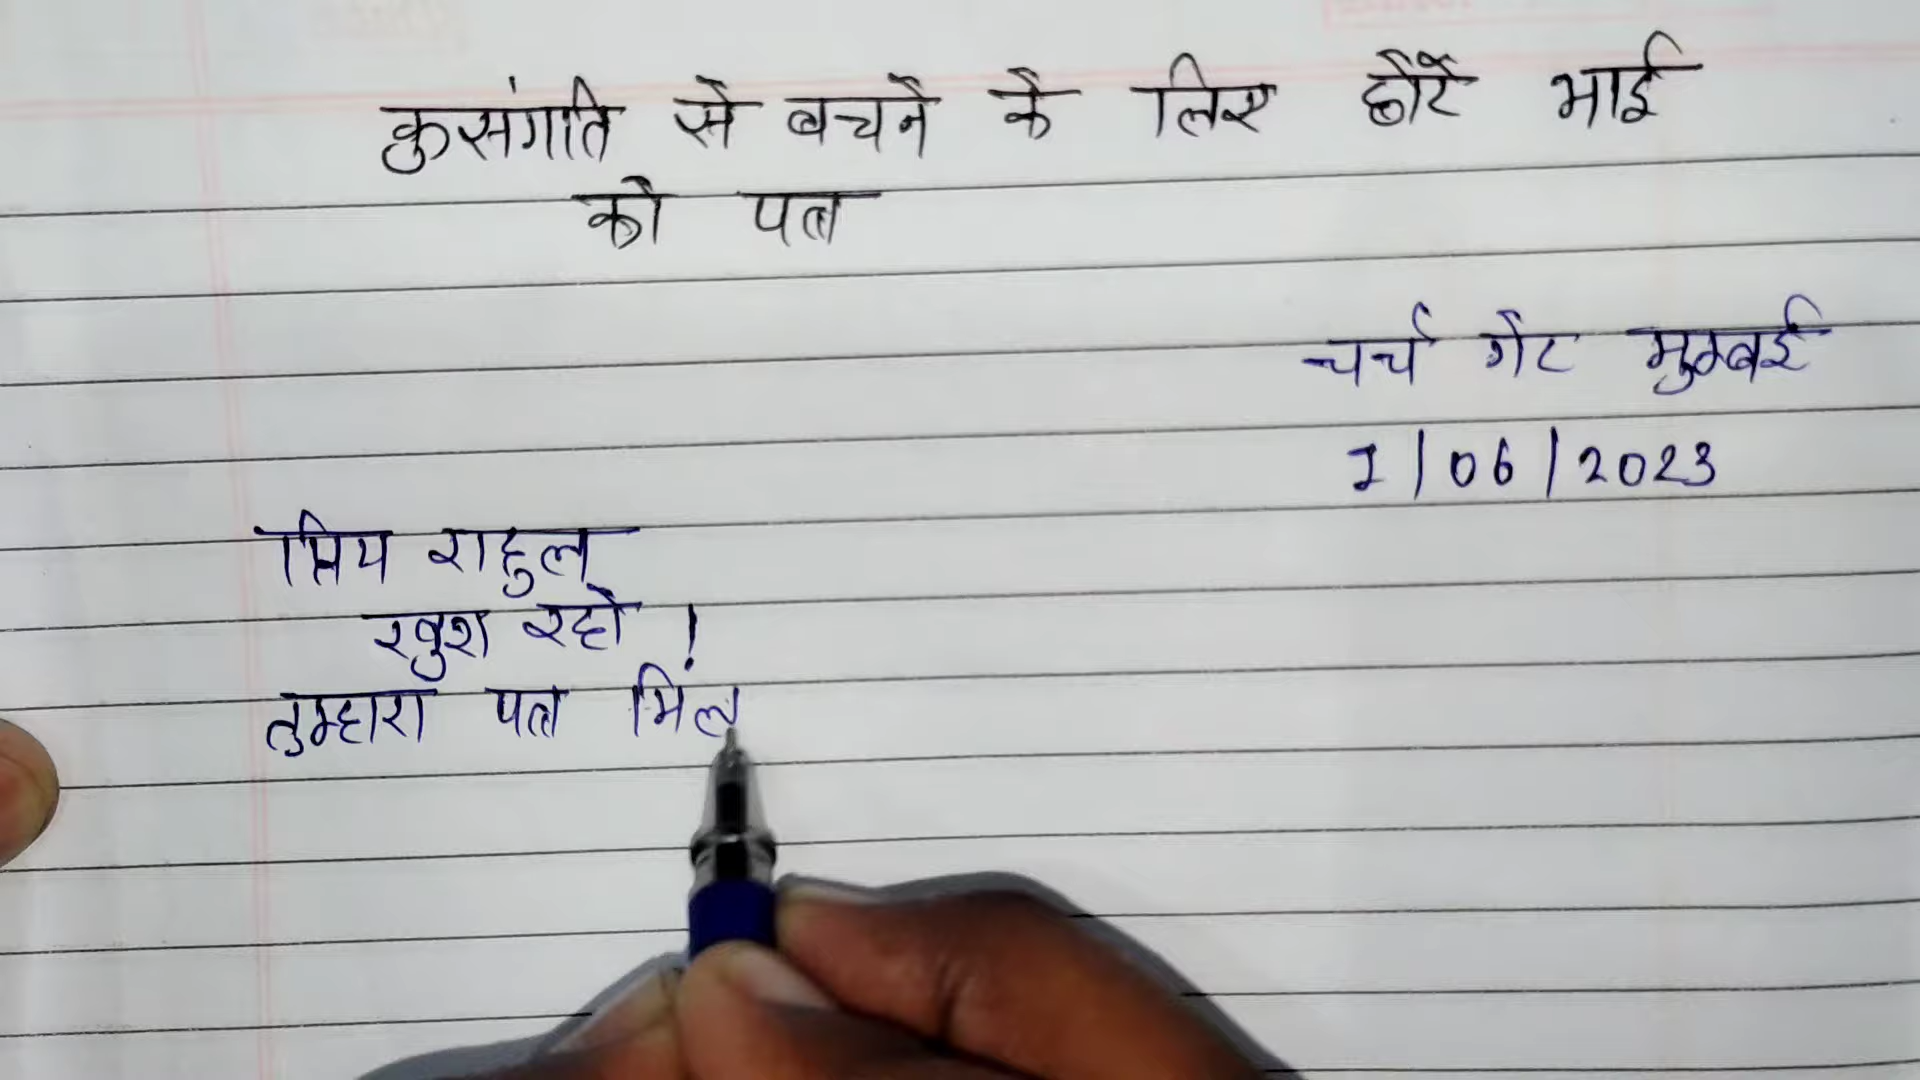 कुसंगति से बचने के लिए छोटे भाई
को पत्र
चर्च गेट मुम्बई
1/06/2023
प्रिय राहुल
खुश रहो !
तुम्हारा पत्र मिल